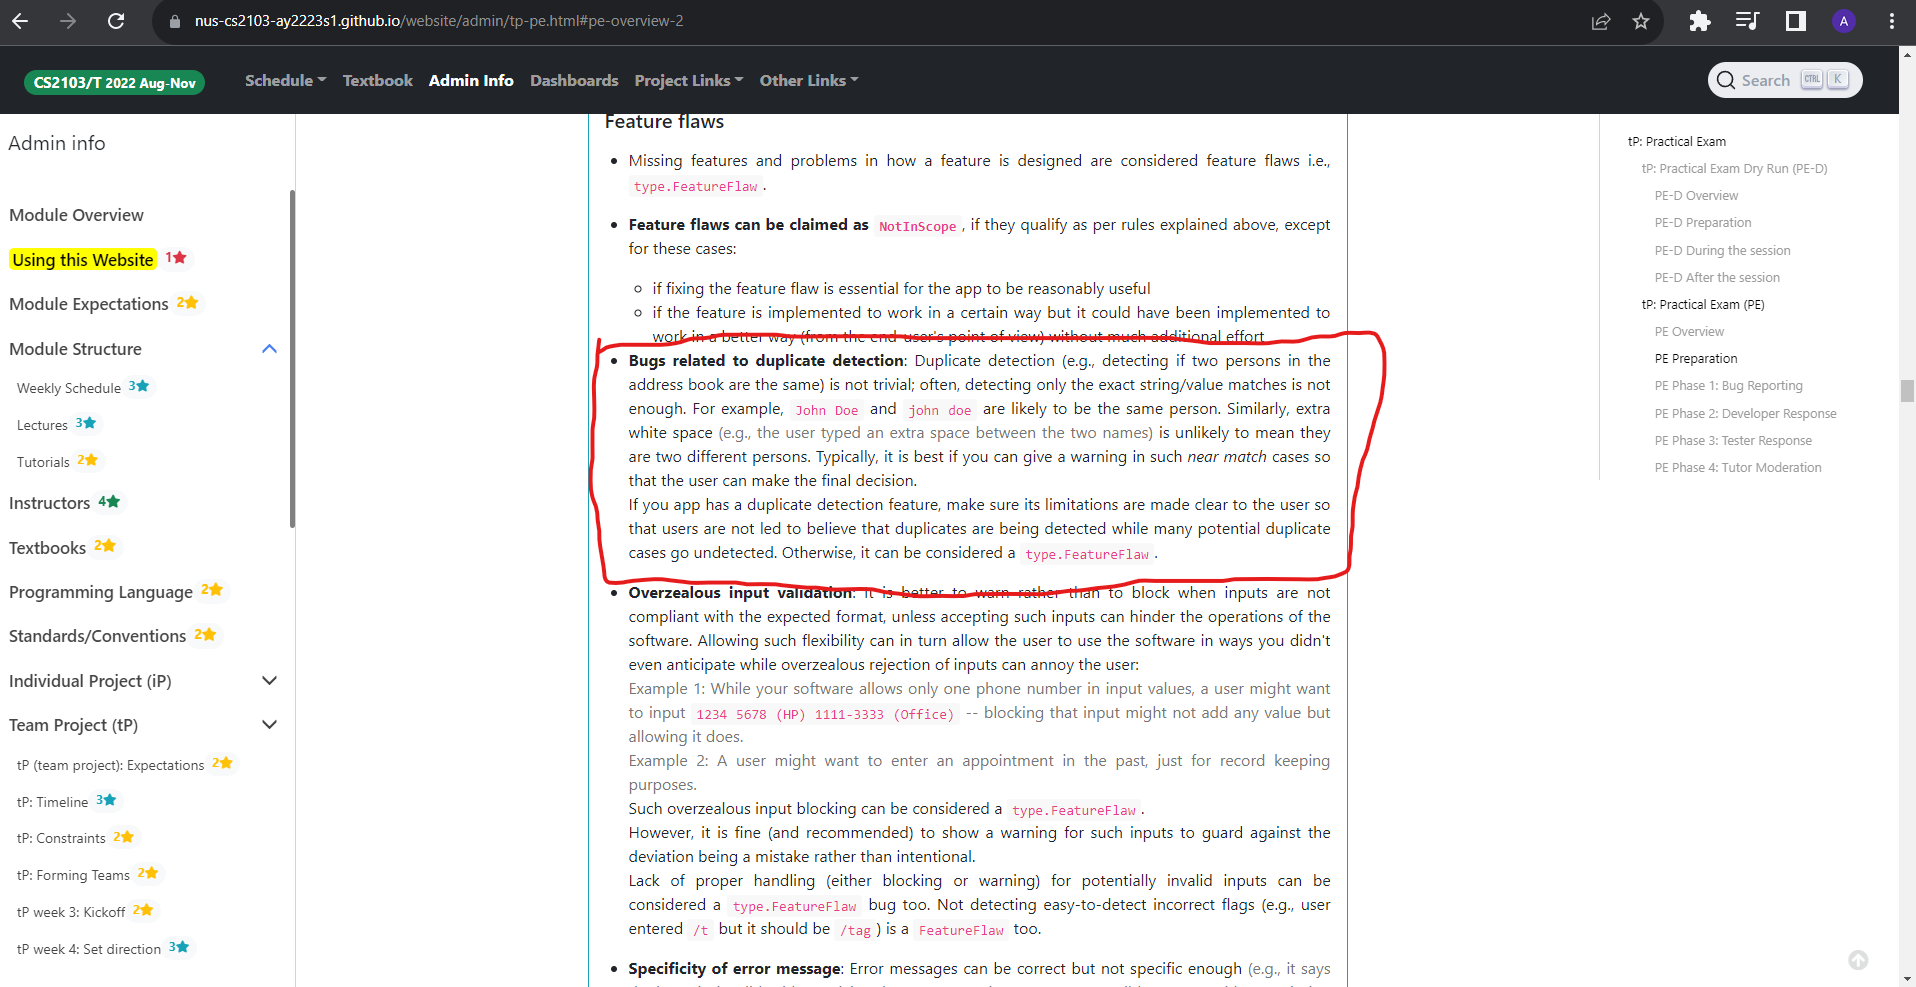 nus-cs2103-ay2223s1.github.io/website/admin/tp-pe.html#pe-overview-2
A
CS2103/T 2022 Aug-Nov
Schedule
Textbook
Admin Info
Dashboards
Project Links
Other Links
Search
CTRL
K
Admin info
Module Overview
Using this Website 1
Module Expectations 2
Module Structure
Weekly Schedule 3
Lectures 3
Tutorials 2
Instructors 4
Textbooks 2
Programming Language 2
Standards/Conventions 2
Individual Project (iP)
Team Project (tP)
tP (team project): Expectations 2
tP: Timeline 3
tP: Constraints 2
tP: Forming Teams 2
tP week 3: Kickoff 2
tP week 4: Set direction 3
Feature flaws
Missing features and problems in how a feature is designed are considered feature flaws i.e.,
type.FeatureFlaw .
Feature flaws can be claimed as NotInScope , if they qualify as per rules explained above, except
for these cases:
if fixing the feature flaw is essential for the app to be reasonably useful
if the feature is implemented to work in a certain way but it could have been implemented to
work in a better way (from the end-user's point of view) without much additional effort
Bugs related to duplicate detection: Duplicate detection (e.g., detecting if two persons in the
address book are the same) is not trivial; often, detecting only the exact string/value matches is not
enough. For example, John Doe and john doe are likely to be the same person. Similarly, extra
white space (e.g., the user typed an extra space between the two names) is unlikely to mean they
are two different persons. Typically, it is best if you can give a warning in such near match cases so
that the user can make the final decision.
If you app has a duplicate detection feature, make sure its limitations are made clear to the user so
that users are not led to believe that duplicates are being detected while many potential duplicate
cases go undetected. Otherwise, it can be considered a type.FeatureFlaw .
Overzealous input validation: it is better to warn rather than to block when inputs are not
compliant with the expected format, unless accepting such inputs can hinder the operations of the
software. Allowing such flexibility can in turn allow the user to use the software in ways you didn't
even anticipate while overzealous rejection of inputs can annoy the user:
Example 1: While your software allows only one phone number in input values, a user might want
to input 1234 5678 (HP) 1111-3333 (Office) -- blocking that input might not add any value but
allowing it does.
Example 2: A user might want to enter an appointment in the past, just for record keeping
purposes.
Such overzealous input blocking can be considered a type.FeatureFlaw .
However, it is fine (and recommended) to show a warning for such inputs to guard against the
deviation being a mistake rather than intentional.
Lack of proper handling (either blocking or warning) for potentially invalid inputs can be
considered a type.FeatureFlaw bug too. Not detecting easy-to-detect incorrect flags (e.g., user
entered /t but it should be /tag ) is a FeatureFlaw too.
Specificity of error message: Error messages can be correct but not specific enough (e.g., it says
tP: Practical Exam
tP: Practical Exam Dry Run (PE-D)
PE-D Overview
PE-D Preparation
PE-D During the session
PE-D After the session
tP: Practical Exam (PE)
PE Overview
PE Preparation
PE Phase 1: Bug Reporting
PE Phase 2: Developer Response
PE Phase 3: Tester Response
PE Phase 4: Tutor Moderation